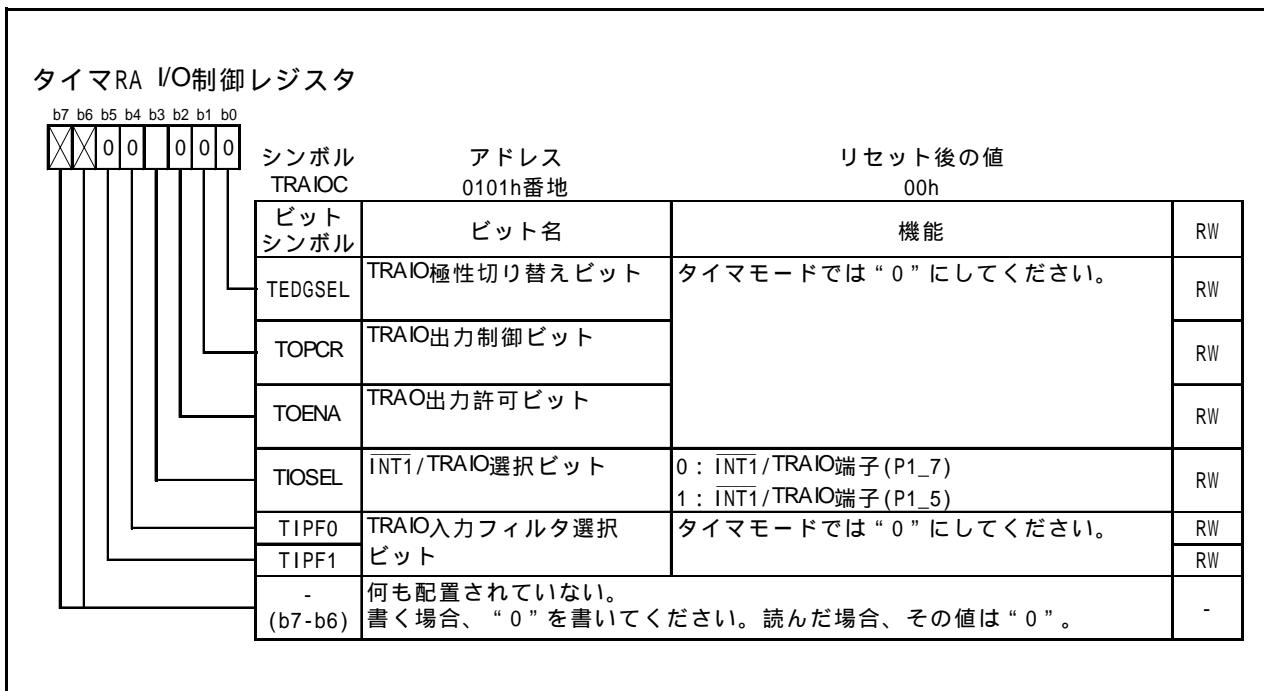 タイマRA I/O制御レジスタ
b7 b6 b5 b4 b3 b2 b1 b0
0 0 0 0 0
シンボル アドレス リセット後の値
TRAIOC 0101h番地 00h
ビット
シンボル ビット名 機能 RW
TEDGSEL TRAIO極性切り替えビット タイマモードでは“0”にしてください。 RW
TOPCR TRAIO出力制御ビット RW
TOENA TRAO出力許可ビット RW
TIOSEL INT1/TRAIO選択ビット 0:INT1/TRAIO端子(P1_7) RW
1:INT1/TRAIO端子(P1_5)
TIPF0 TRAIO入力フィルタ選択 タイマモードでは“0”にしてください。 RW
TIPF1 ビット RW
- 何も配置されていない。 -
(b7-b6) 書く場合、“0”を書いてください。読んだ場合、その値は“0”。